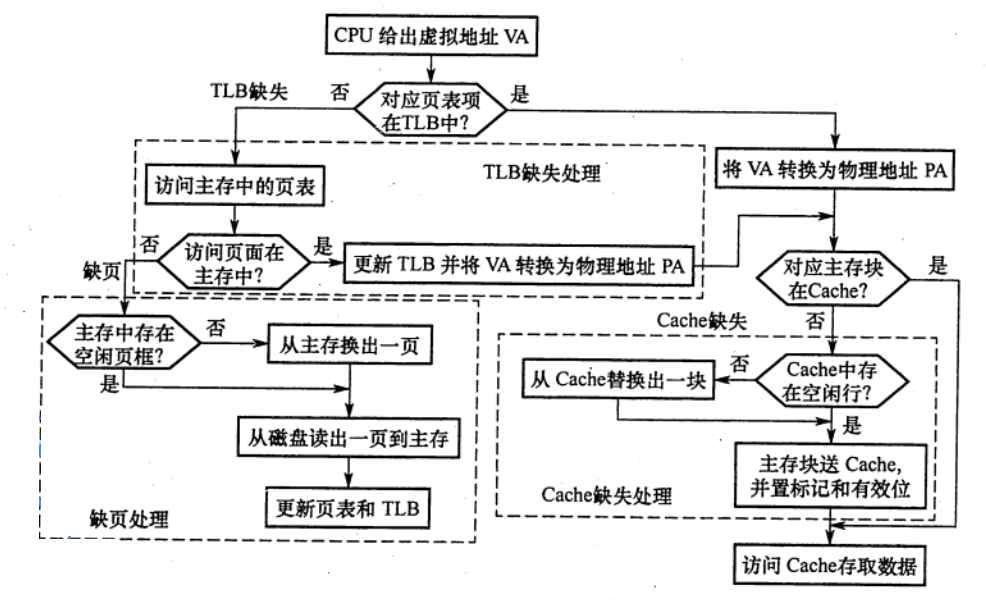 CPU 给出虚拟地址 VA
TLB缺失
否
对应页表项
在TLB中？
是
访问主存中的页表
TLB缺失处理
将 VA 转换为物理地址 PA
否
访问页面在
主存中？
是
更新 TLB 并将 VA 转换为物理地址 PA
缺页
对应主存块
在Cache？
是
主存中存在
空闲页框？
否
从主存换出一页
是
Cache缺失
否
从 Cache替换出一块
否
Cache中存
在空闲行？
是
从磁盘读出一页到主存
更新页表和 TLB
缺页处理
主存块送 Cache,
并置标记和有效位
Cache缺失处理
访问 Cache存取数据